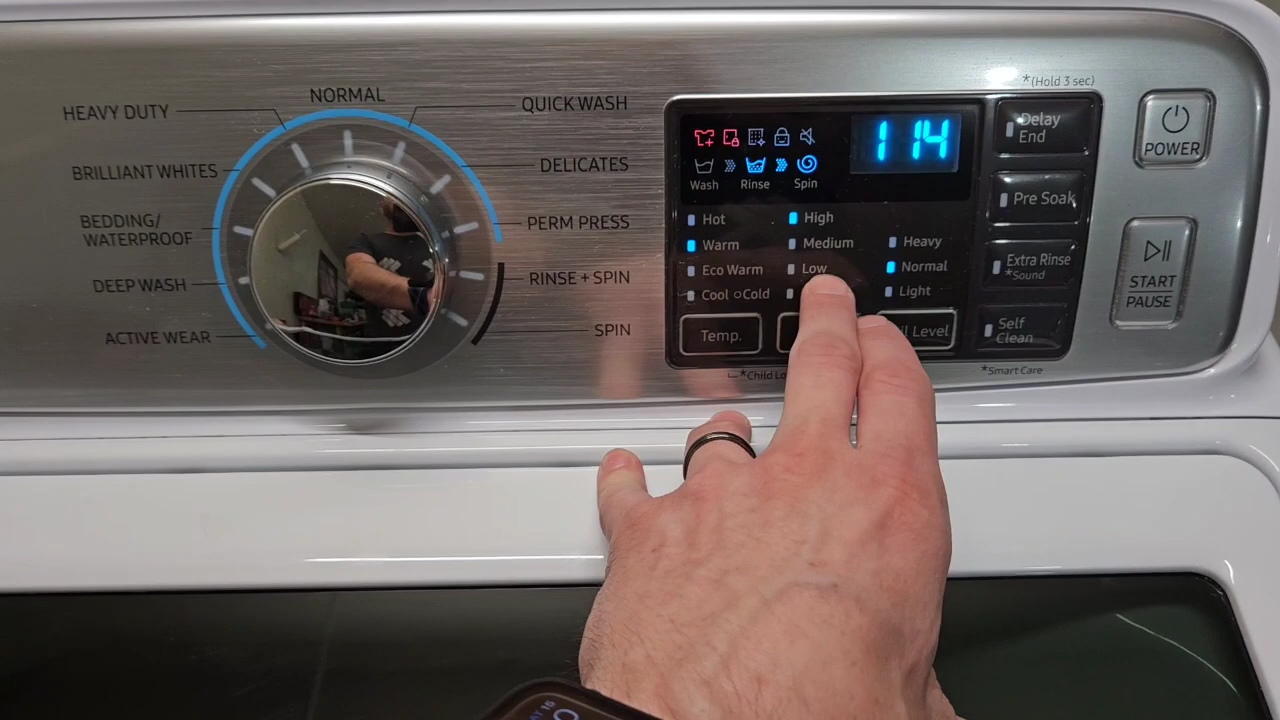 HEAVY DUTY
BRILLIANT WHITES
BEDDING/
WATERPROOF
DEEP WASH
ACTIVE WEAR
NORMAL
QUICK WASH
DELICATES
PERM PRESS
RINSE + SPIN
SPIN
114
Wash Rinse Spin
Hot
Warm
Eco Warm
Cool ○Cold
Temp.
High
Medium
Low
Heavy
Normal
Light
Level
*Child
*(Hold 3 sec)
Delay
End
Pre Soak
Extra Rinse
*Sound
Self
Clean
*Smart Care
POWER
START
PAUSE
15